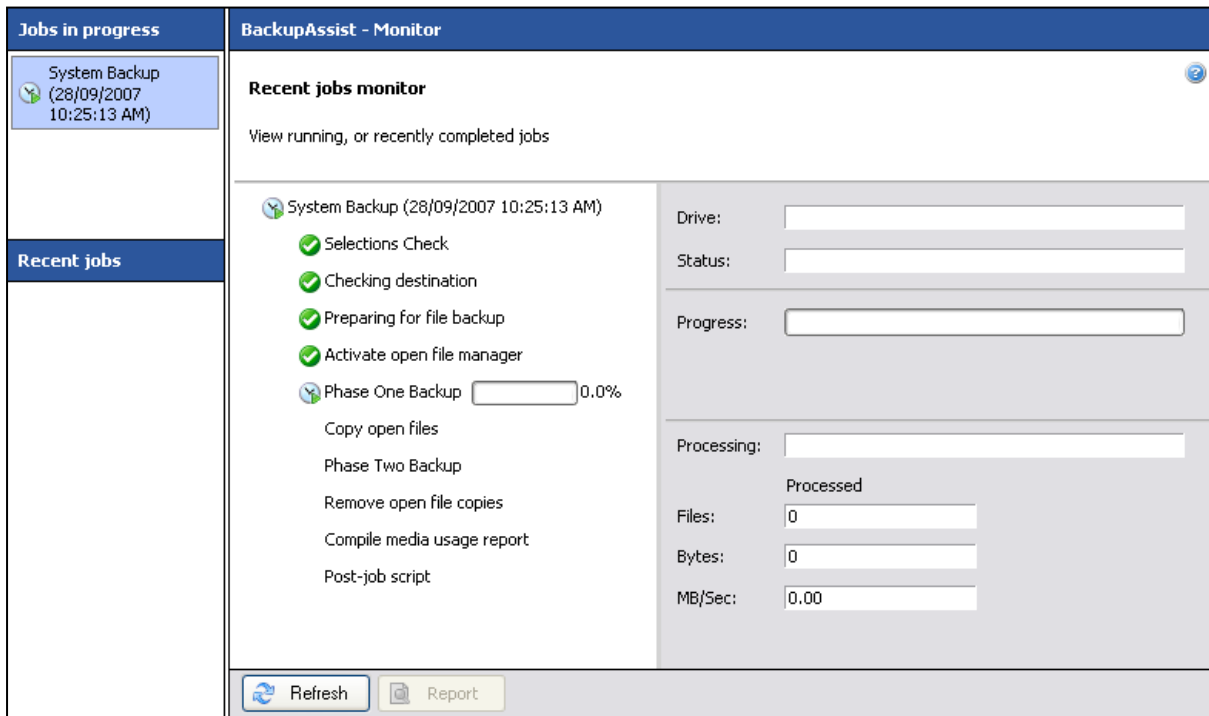 Jobs in progress
System Backup
(28/09/2007
10:25:13 AM)
Recent jobs
BackupAssist - Monitor
Recent jobs monitor
View running, or recently completed jobs
System Backup (28/09/2007 10:25:13 AM)
Selections Check
Checking destination
Preparing for file backup
Activate open file manager
Phase One Backup 0.0%
Copy open files
Phase Two Backup
Remove open file copies
Compile media usage report
Post-job script
Drive:
Status:
Progress:
Processing:
Processed
Files: 0
Bytes: 0
MB/Sec: 0.00
Refresh Report